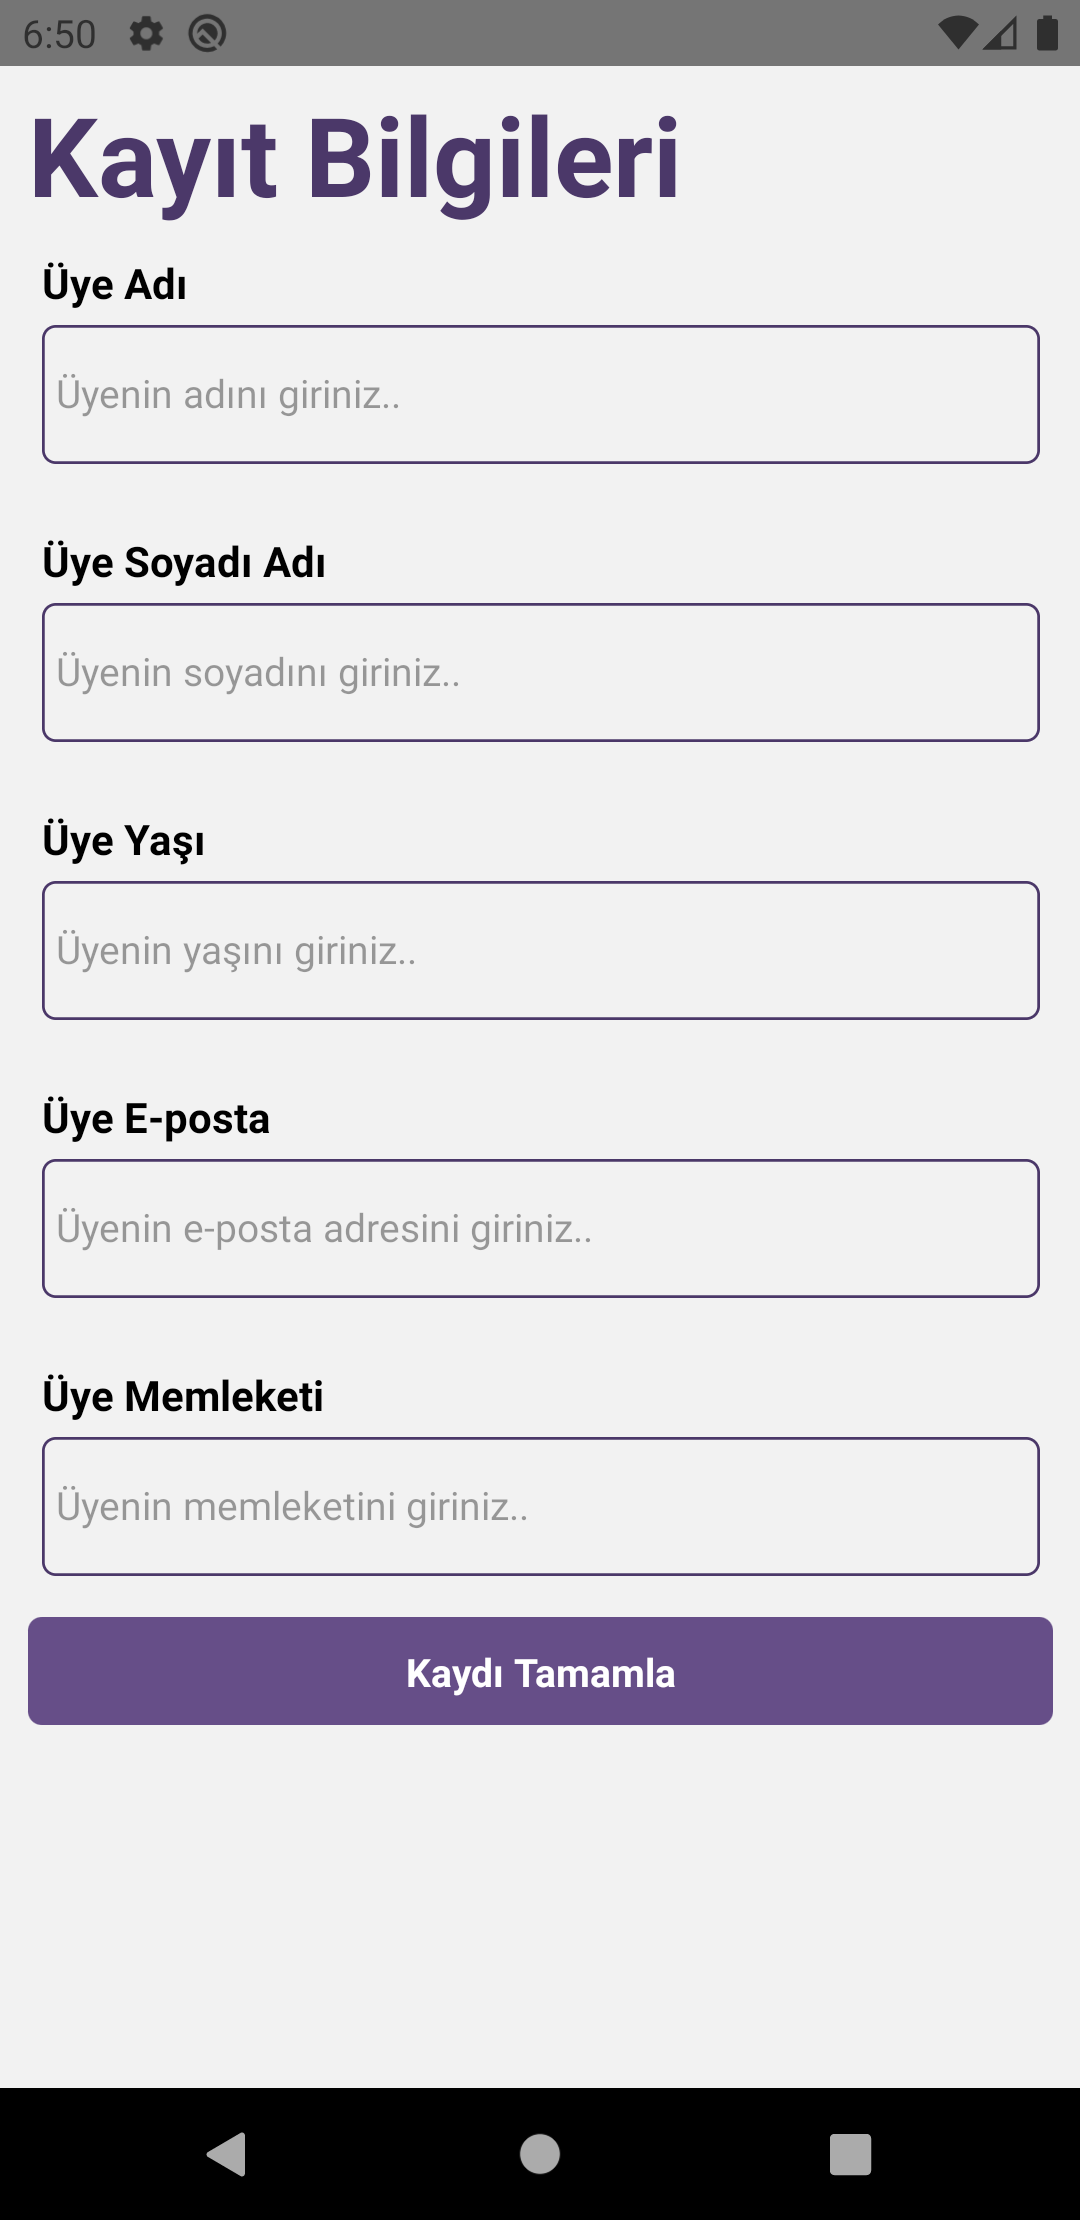 6:50
Kayıt Bilgileri
Üye Adı
Üyenin adını giriniz..
Üye Soyadı Adı
Üyenin soyadını giriniz..
Üye Yaşı
Üyenin yaşını giriniz..
Üye E-posta
Üyenin e-posta adresini giriniz..
Üye Memleketi
Üyenin memleketini giriniz..
Kaydı Tamamla